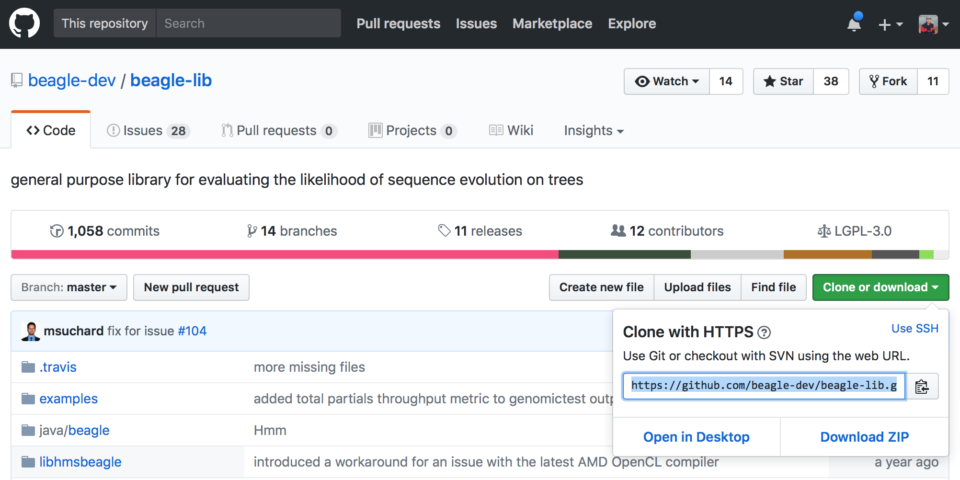 This repository Search Pull requests Issues Marketplace Explore
beagle-dev / beagle-lib Watch 14 Star 38 Fork 11
Code Issues 28 Pull requests 0 Projects 0 Wiki Insights
general purpose library for evaluating the likelihood of sequence evolution on trees
1,058 commits 14 branches 11 releases 12 contributors LGPL-3.0
Branch: master New pull request Create new file Upload files Find file Clone or download
msuchard fix for issue #104
Clone with HTTPS Use SSH
Use Git or checkout with SVN using the web URL.
https://github.com/beagle-dev/beagle-lib.g
Open in Desktop Download ZIP
.travis more missing files
examples added total partials throughput metric to genomictest outp
java/beagle Hmm
libhmsbeagle introduced a workaround for an issue with the latest AMD OpenCL compiler a year ago